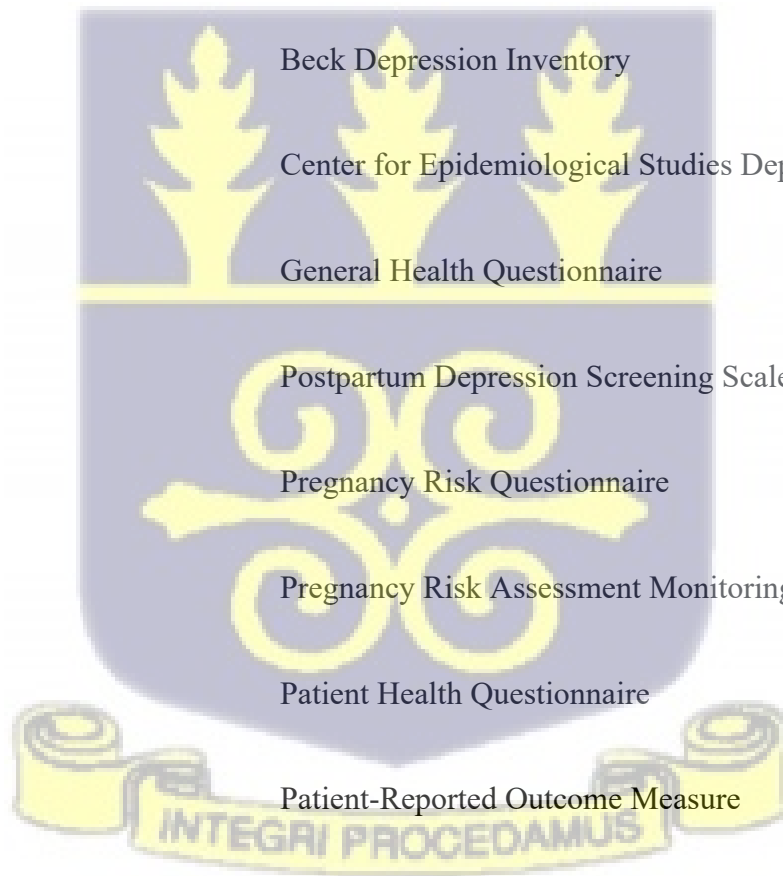 Beck Depression Inventory
Center for Epidemiological Studies
General Health Questionnaire
Postpartum Depression Screening Scale
Pregnancy Risk Questionnaire
Pregnancy Risk Assessment Monitoring
Patient Health Questionnaire
Patient-Reported Outcome Measure
INTEGRI PROCEDAMUS